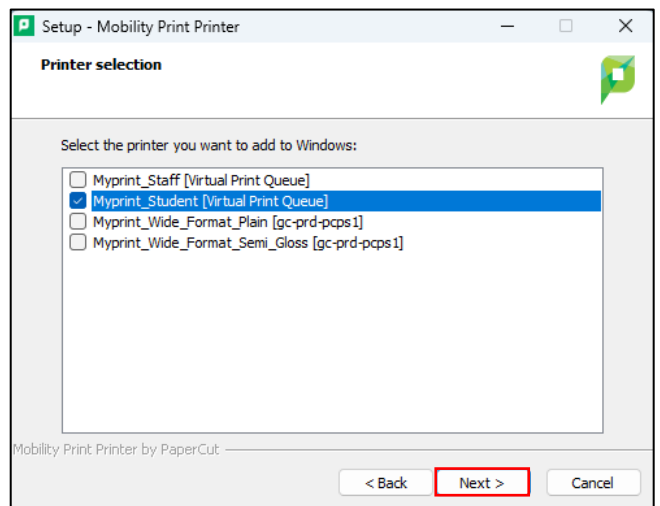 Setup - Mobility Print Printer
Printer selection
Select the printer you want to add to Windows:
Myprint_Staff [Virtual Print Queue]
Myprint_Student [Virtual Print Queue]
Myprint_Wide_Format_Plain [gc-prd-pcps1]
Myprint_Wide_Format_Semi_Gloss [gc-prd-pcps1]
Mobility Print Printer by PaperCut
< Back Next > Cancel